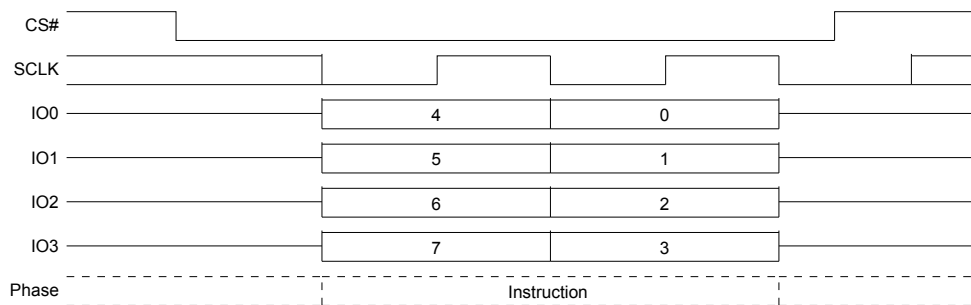 CS#
SCLK
IO0 4 0
IO1 5 1
IO2 6 2
IO3 7 3
Phase Instruction